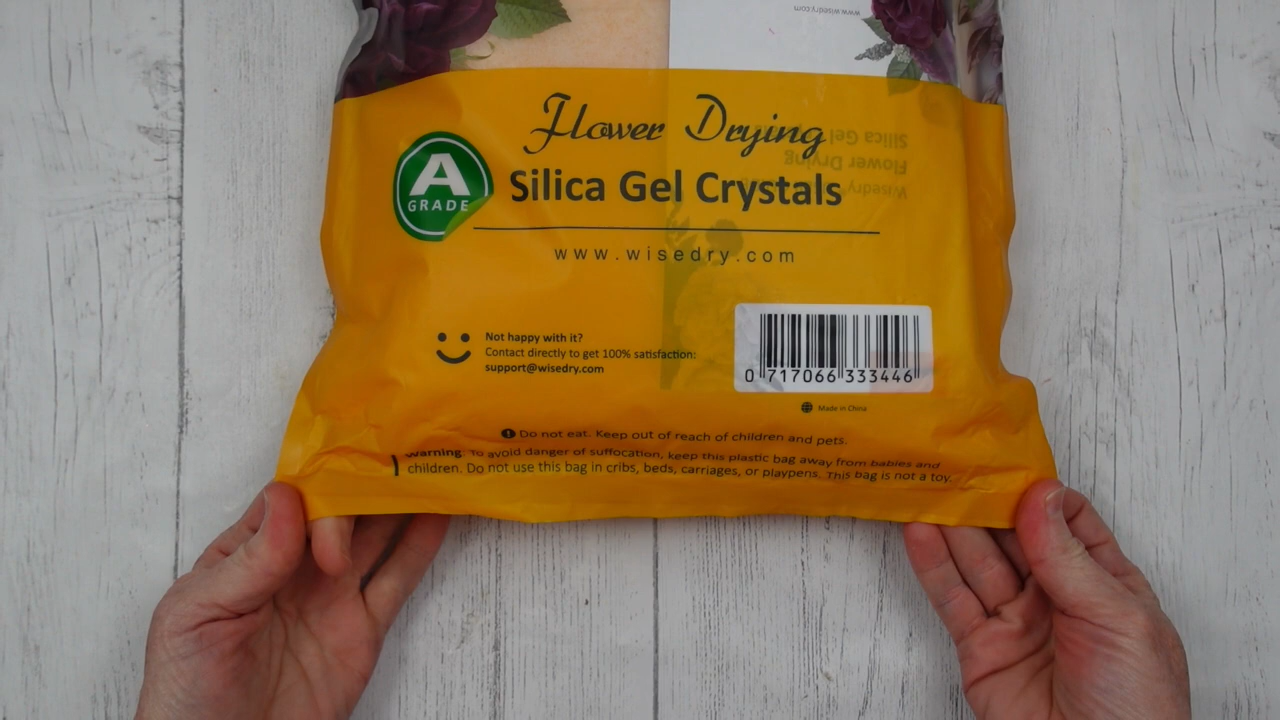 www.wisedry.com
Flower Drying
Silica Gel Crystals
A
GRADE
Silica Gel
Flower Drying
Wisedry
www.wisedry.com
Not happy with it?
Contact directly to get 100% satisfaction:
support@wisedry.com
0 717066 333446
Made in China
Do not eat. Keep out of reach of children and pets.
Warning: To avoid danger of suffocation, keep this plastic bag away from babies and
children. Do not use this bag in cribs, beds, carriages, or playpens. This bag is not a toy.